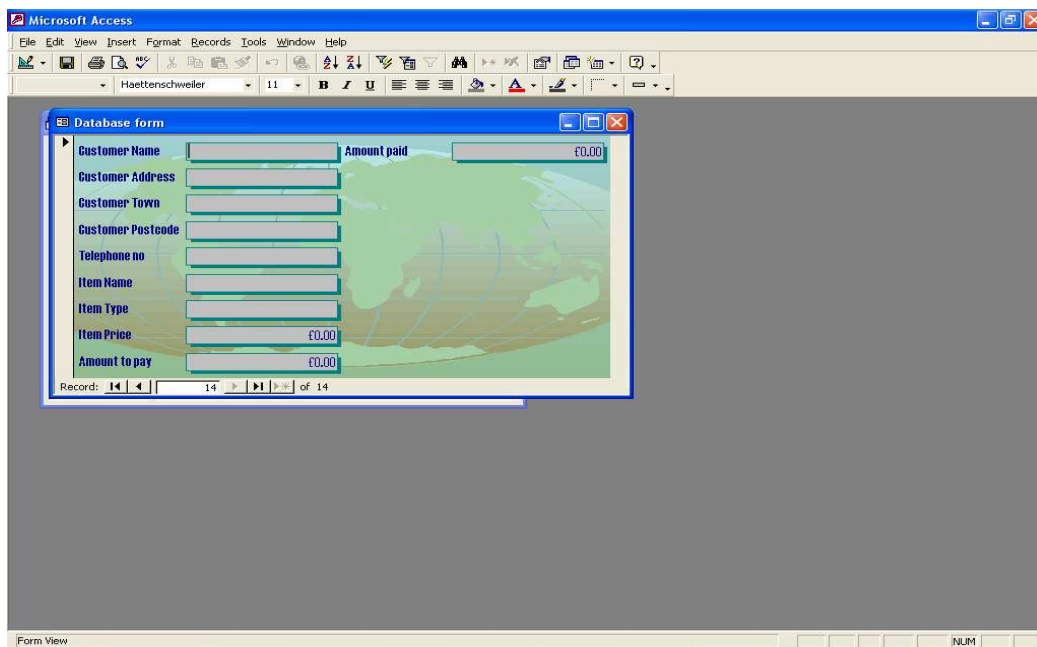 Microsoft Access
File Edit View Insert Format Records Tools Window Help
Haettenschweiler 11 B I U A
Database form
Customer Name Amount paid £0.00
Customer Address
Customer Town
Customer Postcode
Telephone no
Item Name
Item Type
Item Price £0.00
Amount to pay £0.00
Record: 14 of 14
Form View NUM